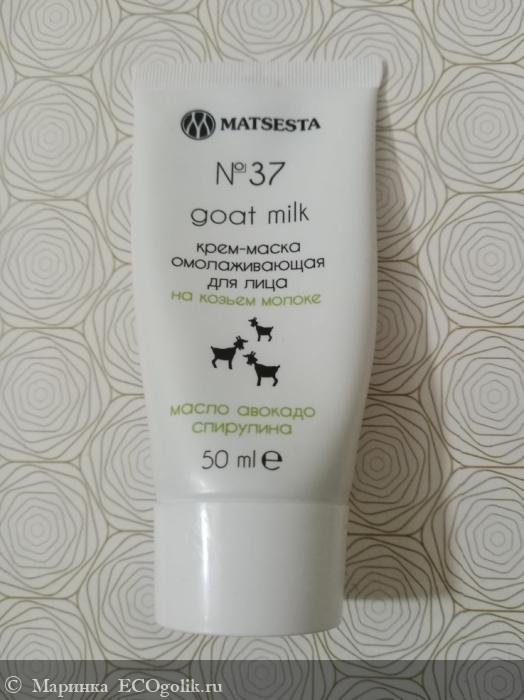 MATSESTA
№37
goat milk
крем-маска
омолаживающая
для лица
на козьем молоке
масло авокадо
спирулина
50 ml e
© Маринка ECOgolik.ru